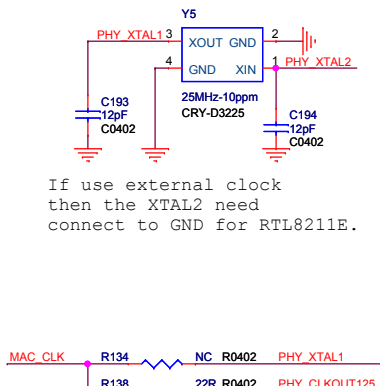 Y5
PHY_XTAL1 3 XOUT GND 2
4 GND XIN 1 PHY_XTAL2
25MHz-10ppm
CRY-D3225
C193
12pF
C0402
C194
12pF
C0402
If use external clock
then the XTAL2 need
connect to GND for RTL8211E.
MAC_CLK R134 NC R0402 PHY_XTAL1
R138 22R R0402 PHY_CLKOUT125